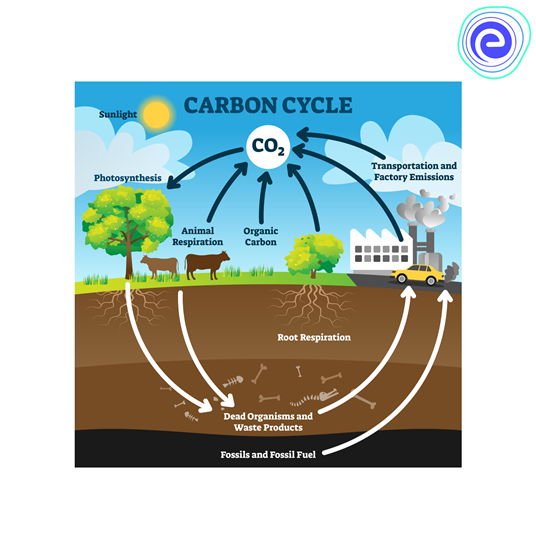 CARBON CYCLE
Sunlight
CO₂
Photosynthesis
Transportation and
Factory Emissions
Animal
Respiration
Organic
Carbon
Root Respiration
Dead Organisms and
Waste Products
Fossils and Fossil Fuel